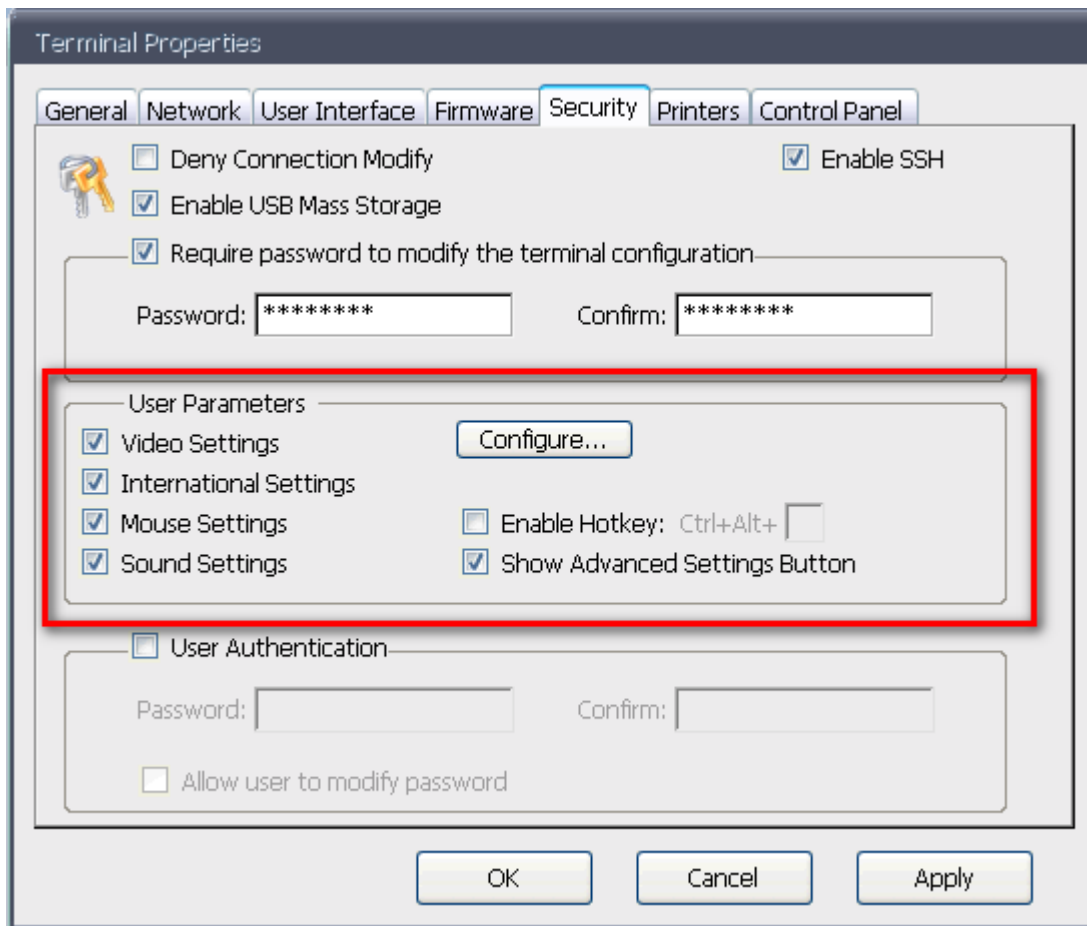 Terminal Properties
General Network User Interface Firmware Security Printers Control Panel
Deny Connection Modify Enable SSH
Enable USB Mass Storage
Require password to modify the terminal configuration
Password: ******** Confirm: ********
User Parameters
Video Settings Configure...
International Settings
Mouse Settings Enable Hotkey: Ctrl+Alt+
Sound Settings Show Advanced Settings Button
User Authentication
Password: Confirm:
Allow user to modify password
OK Cancel Apply